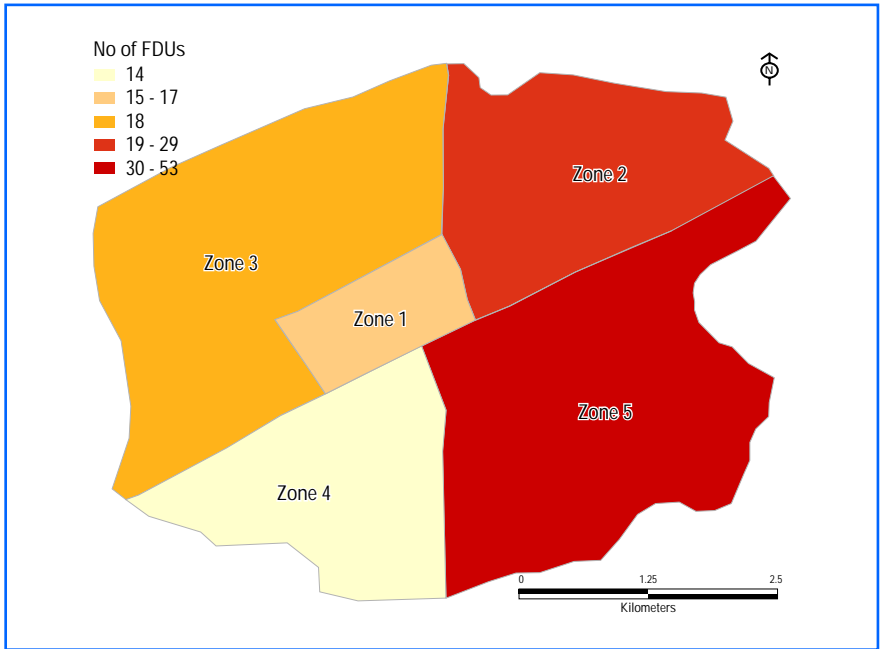 No of FDUs
14
15 - 17
18
19 - 29
30 - 53
N
Zone 2
Zone 3
Zone 1
Zone 5
Zone 4
0 1.25 2.5
Kilometers